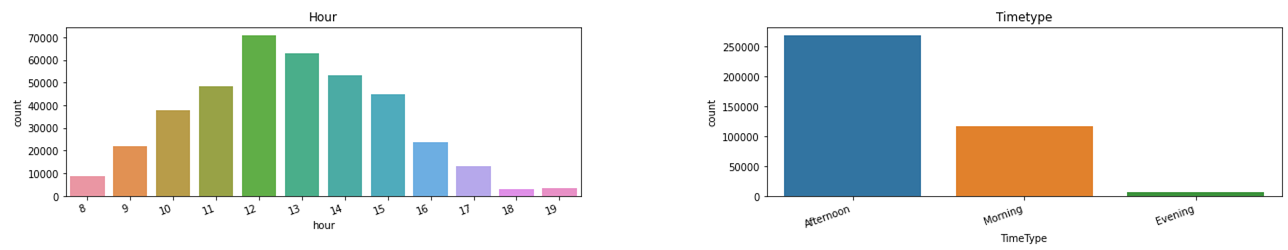 Hour
count
70000
60000
50000
40000
30000
20000
10000
0
8 9 10 11 12 13 14 15 16 17 18 19
hour
Timetype
count
250000
200000
150000
100000
50000
0
Afternoon Morning Evening
TimeType